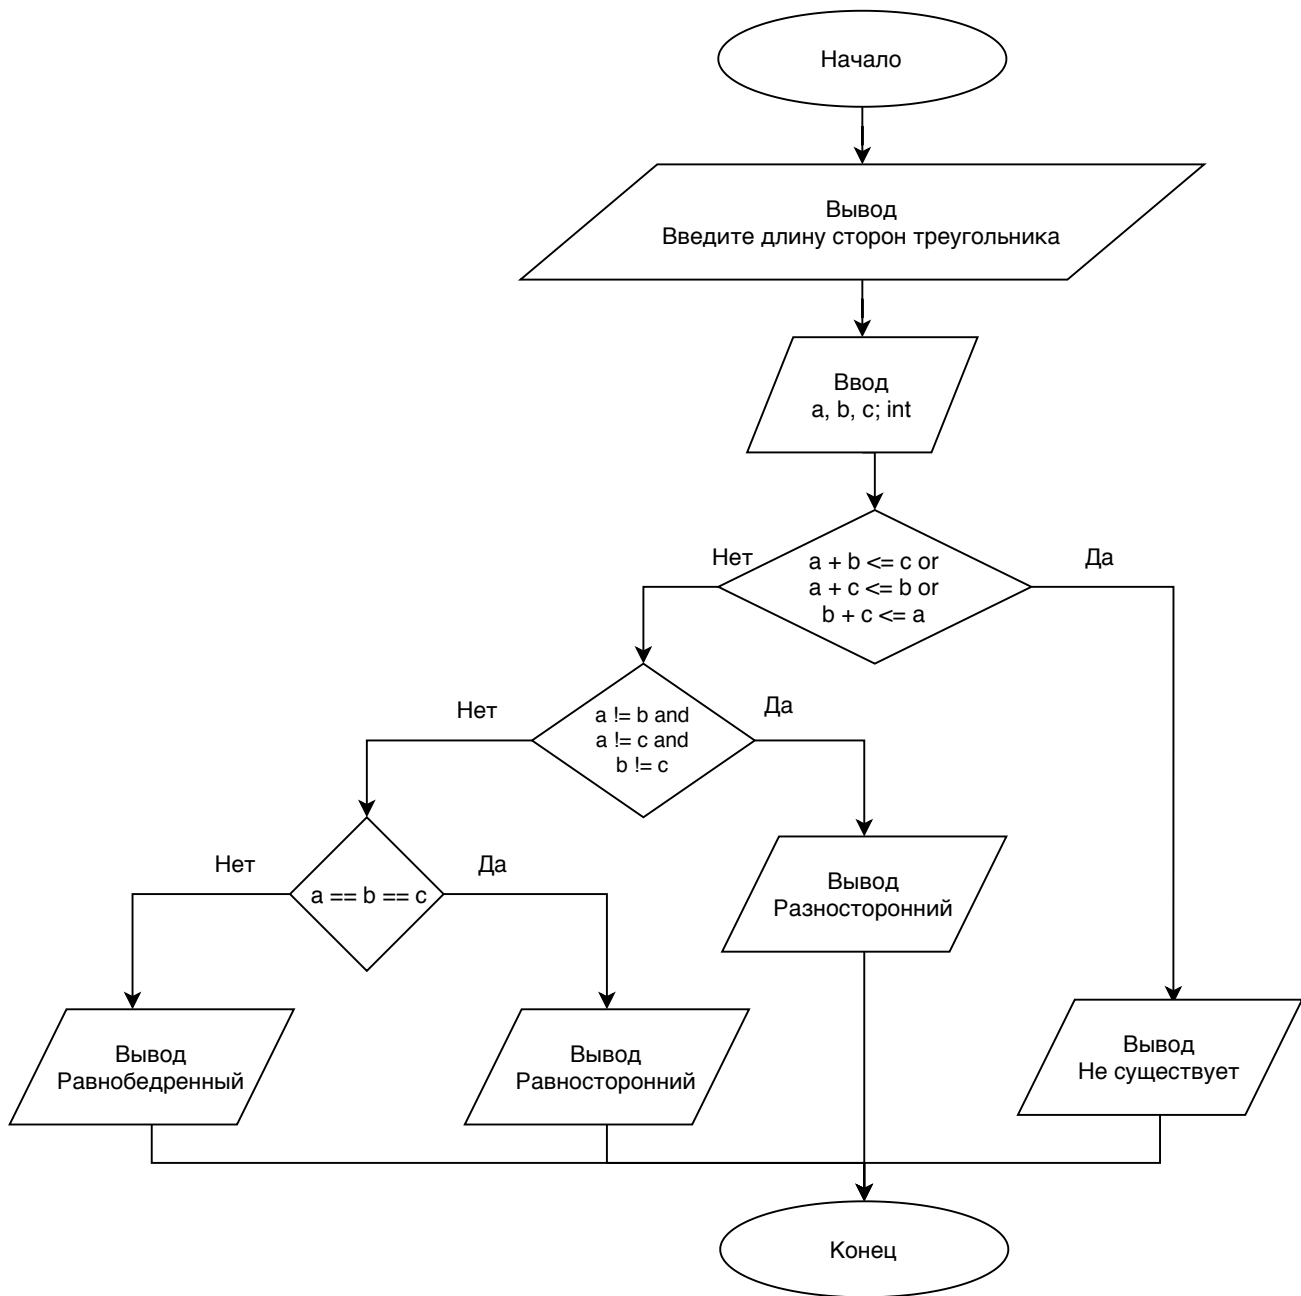 Начало
Вывод
Введите длину сторон треугольника
Ввод
a, b, c; int
Нет
Да
a + b <= c or
a + c <= b or
b + c <= a
Нет
Да
a != b and
a != c and
b != c
Нет
Да
a == b == c
Вывод
Разносторонний
Вывод
Равнобедренный
Вывод
Равносторонний
Вывод
Не существует
Конец